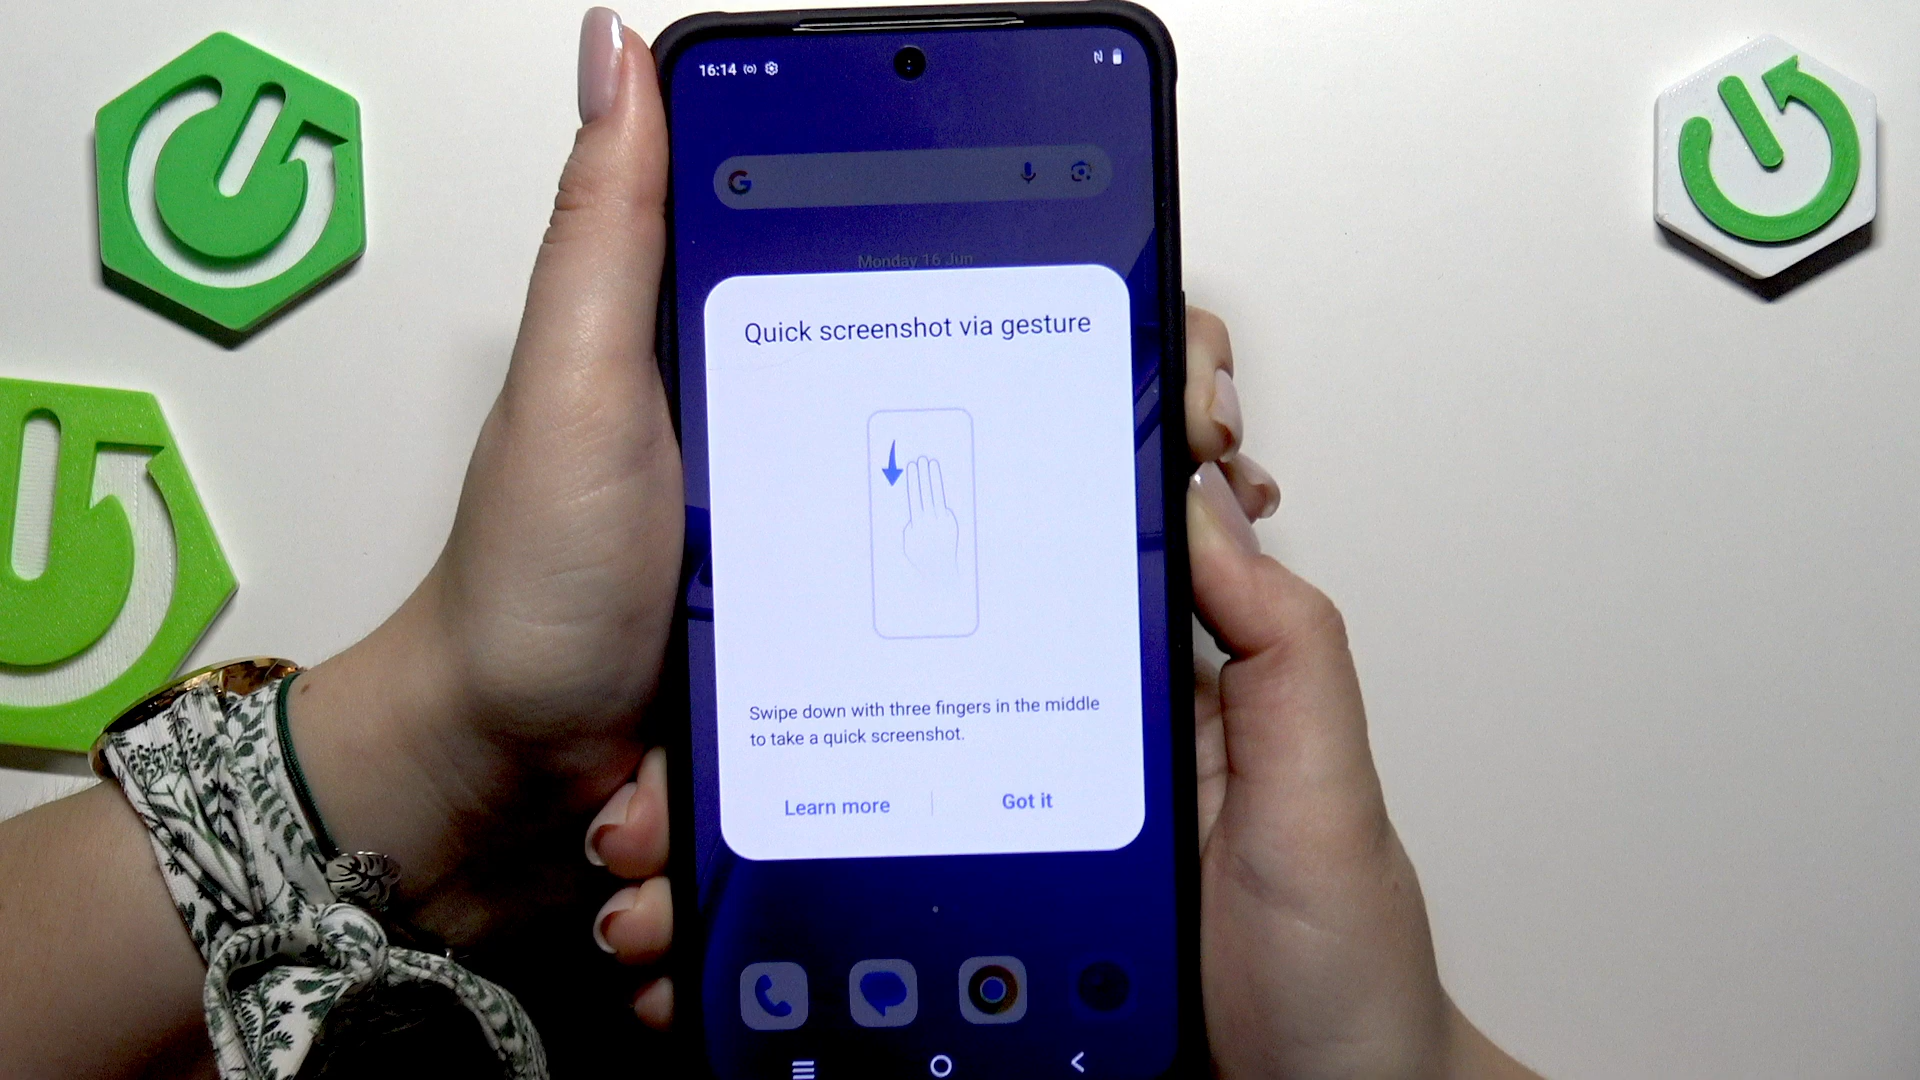 16:14
Monday 16 Jun
Quick screenshot via gesture
Swipe down with three fingers in the middle
to take a quick screenshot.
Learn more
Got it